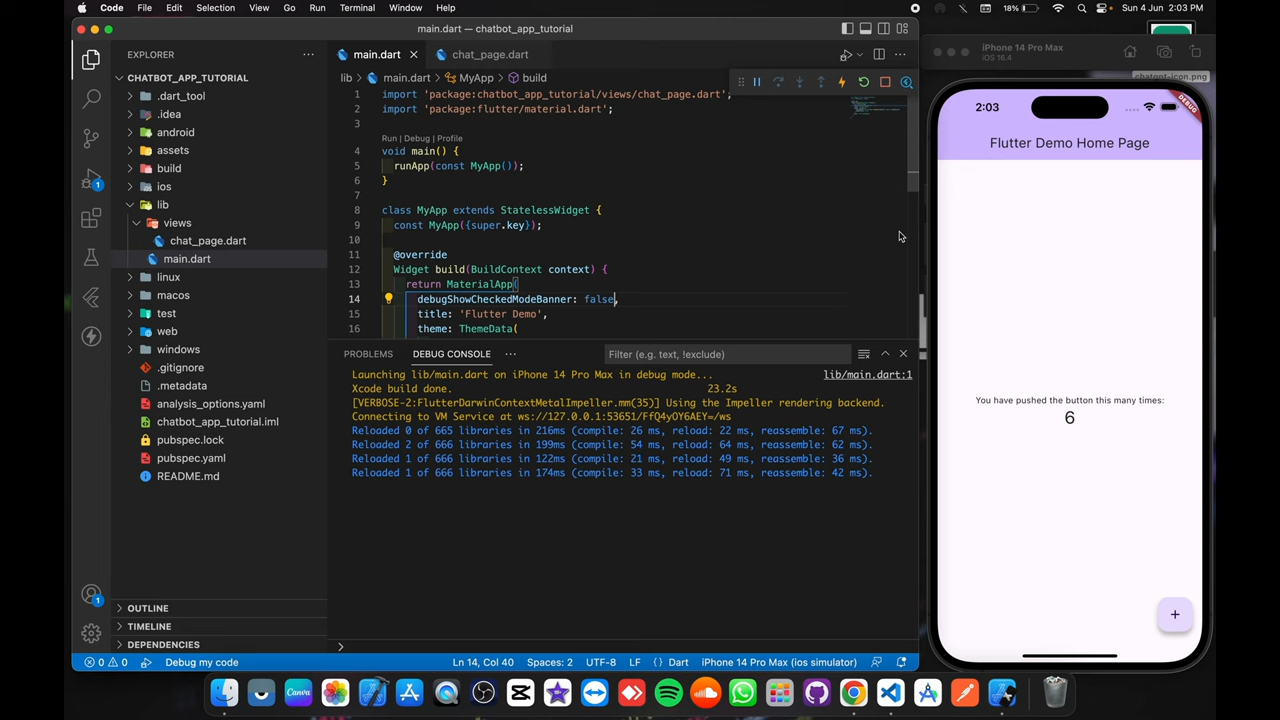 Code File Edit Selection View Go Run Terminal Window Help
18% Sun 4 Jun 2:03 PM
main.dart — chatbot_app_tutorial
EXPLORER
CHATBOT_APP_TUTORIAL
.dart_tool
.idea
android
assets
build
ios
lib
views
chat_page.dart
main.dart
linux
macos
test
web
windows
.gitignore
.metadata
analysis_options.yaml
chatbot_app_tutorial.iml
pubspec.lock
pubspec.yaml
README.md
OUTLINE
TIMELINE
DEPENDENCIES
1
1
main.dart
chat_page.dart
lib > main.dart > MyApp > build
1 import 'package:chatbot_app_tutorial/views/chat_page.dart';
2 import 'package:flutter/material.dart';
3
Run | Debug | Profile
4 void main() {
5 runApp(const MyApp());
6 }
7
8 class MyApp extends StatelessWidget {
9 const MyApp({super.key});
10
11 @override
12 Widget build(BuildContext context) {
13 return MaterialApp(
14 debugShowCheckedModeBanner: false,
15 title: 'Flutter Demo',
16 theme: ThemeData(
PROBLEMS DEBUG CONSOLE
Filter (e.g. text, !exclude)
Launching lib/main.dart on iPhone 14 Pro Max in debug mode... lib/main.dart:1
Xcode build done. 23.2s
[VERBOSE-2:FlutterDarwinContextMetalImpeller.mm(35)] Using the Impeller rendering backend.
Connecting to VM Service at ws://127.0.0.1:53651/FfQ4yOY6AEY=/ws
Reloaded 0 of 665 libraries in 216ms (compile: 26 ms, reload: 22 ms, reassemble: 67 ms).
Reloaded 2 of 666 libraries in 199ms (compile: 54 ms, reload: 64 ms, reassemble: 62 ms).
Reloaded 1 of 666 libraries in 122ms (compile: 21 ms, reload: 49 ms, reassemble: 36 ms).
Reloaded 1 of 666 libraries in 174ms (compile: 33 ms, reload: 71 ms, reassemble: 42 ms).
0 0 Debug my code
Ln 14, Col 40 Spaces: 2 UTF-8 LF {} Dart iPhone 14 Pro Max (ios simulator)
iPhone 14 Pro Max
iOS 16.4
chatgpt-icon.png
2:03
DEBUG
Flutter Demo Home Page
You have pushed the button this many times:
6
+